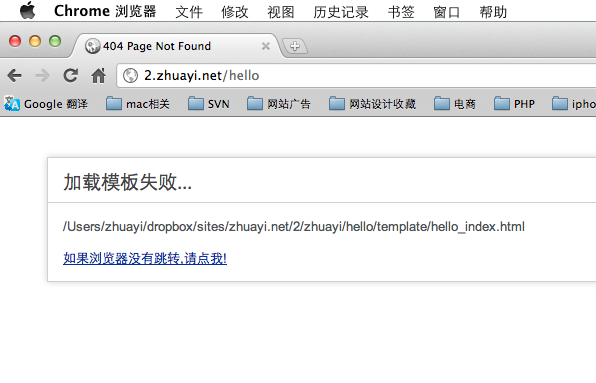 Chrome 浏览器 文件 修改 视图 历史记录 书签 窗口 帮助
404 Page Not Found
2.zhuayi.net/hello
Google 翻译 mac相关 SVN 网站广告 网站设计收藏 电商 PHP ipho
加载模板失败...
/Users/zhuayi/dropbox/sites/zhuayi.net/2/zhuayi/hello/template/hello_index.html
如果浏览器没有跳转,请点我!